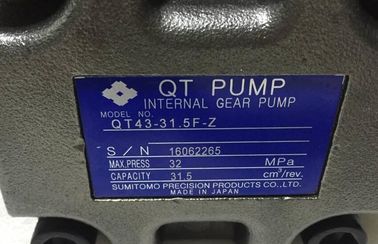 QT PUMP
INTERNAL GEAR PUMP
MODEL NO.
QT43-31.5F-Z
S / N 16062265
MAX.PRESS 32 MPa
CAPACITY 31.5 cm³/rev.
SUMITOMO PRECISION PRODUCTS CO.,LTD.
MADE IN JAPAN